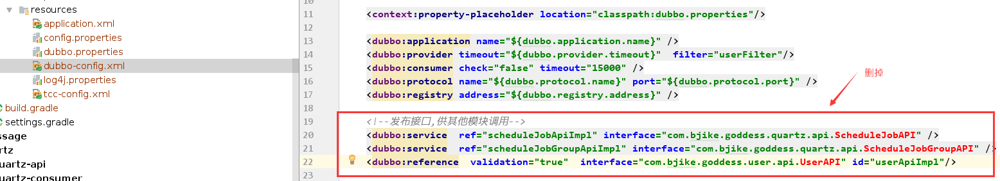 resources
application.xml
config.properties
dubbo.properties
dubbo-config.xml
log4j.properties
tcc-config.xml
build.gradle
settings.gradle
ssage
rtz
uartz-api
uartz-consumer
10
11 <context:property-placeholder location="classpath:dubbo.properties"/>
12
13 <dubbo:application name="${dubbo.application.name}" />
14 <dubbo:provider timeout="${dubbo.provider.timeout}"  filter="userFilter"/>
15 <dubbo:consumer check="false" timeout="15000" />
16 <dubbo:protocol name="${dubbo.protocol.name}" port="${dubbo.protocol.port}" />
17 <dubbo:registry address="${dubbo.registry.address}" />
18
删掉
19 <!--发布接口,供其他模块调用-->
20 <dubbo:service  ref="scheduleJobApiImpl" interface="com.bjike.goddess.quartz.api.ScheduleJobAPI" />
21 <dubbo:service  ref="scheduleJobGroupApiImpl" interface="com.bjike.goddess.quartz.api.ScheduleJobGroupAPI" />
22 <dubbo:reference  validation="true"  interface="com.bjike.goddess.user.api.UserAPI" id="userApiImpl"/>
23